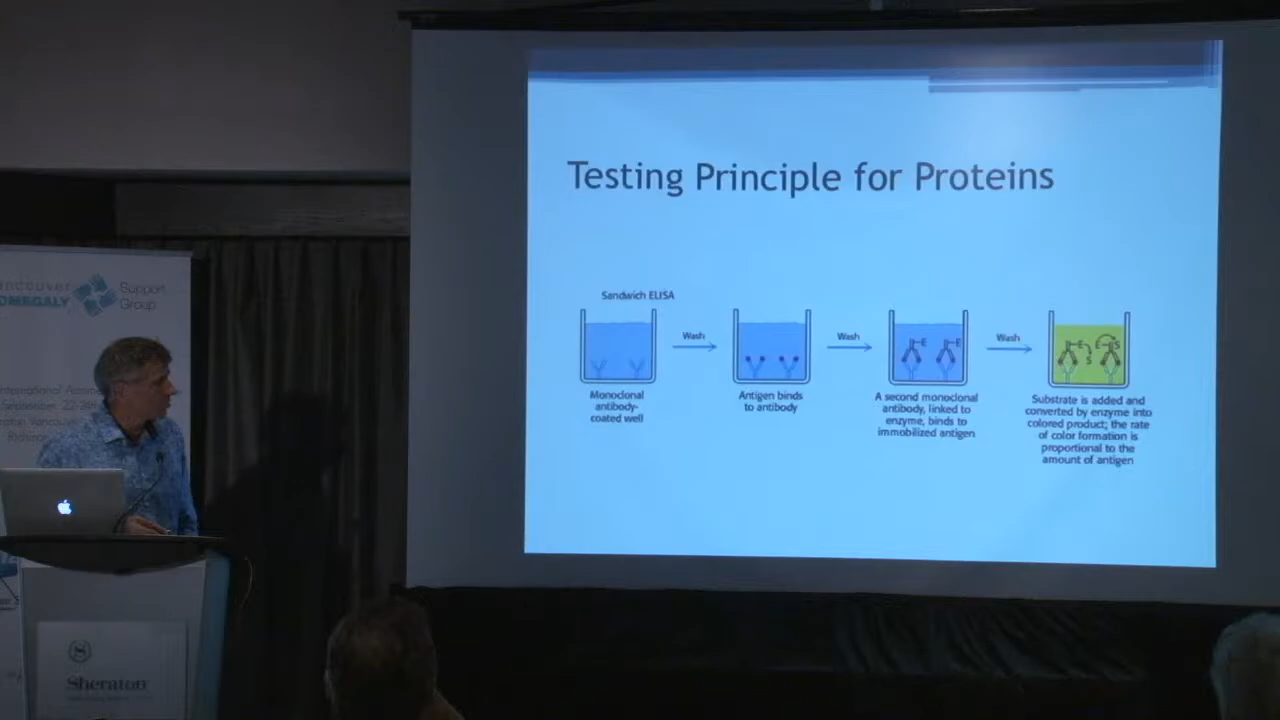 Testing Principle for Proteins
Sandwich ELISA
Wash
Wash
Wash
Monoclonal
antibody-
coated well
Antigen binds
to antibody
A second monoclonal
antibody, linked to
enzyme, binds to
immobilized antigen
Substrate is added and
converted by enzyme into
colored product; the rate
of color formation is
proportional to the
amount of antigen
E
E
E
S
E
S
Support
Group
Sheraton